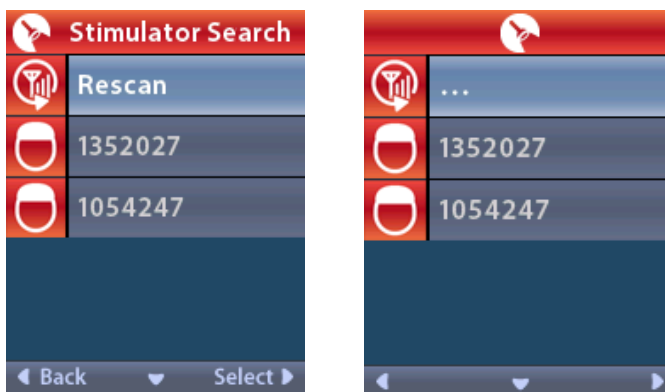 Stimulator Search
Rescan
1352027
1054247
Back Select
...
1352027
1054247